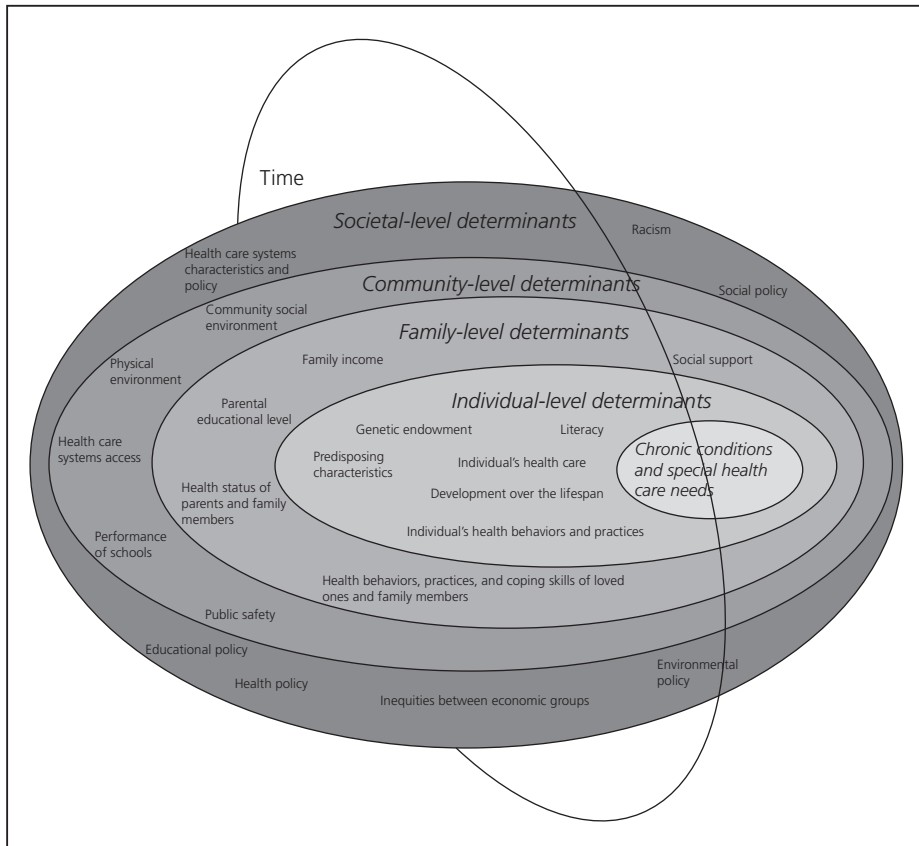 Time
Societal-level determinants
Racism
Health care systems
characteristics and
policy
Social policy
Community-level determinants
Community social
environment
Physical
environment
Family-level determinants
Family income
Social support
Parental
educational level
Health care
systems access
Individual-level determinants
Genetic endowment
Literacy
Predisposing
characteristics
Individual’s health care
Development over the lifespan
Individual’s health behaviors and practices
Chronic conditions
and special health
care needs
Health status of
parents and family
members
Performance
of schools
Health behaviors, practices, and coping skills of loved
ones and family members
Public safety
Educational policy
Health policy
Inequities between economic groups
Environmental
policy